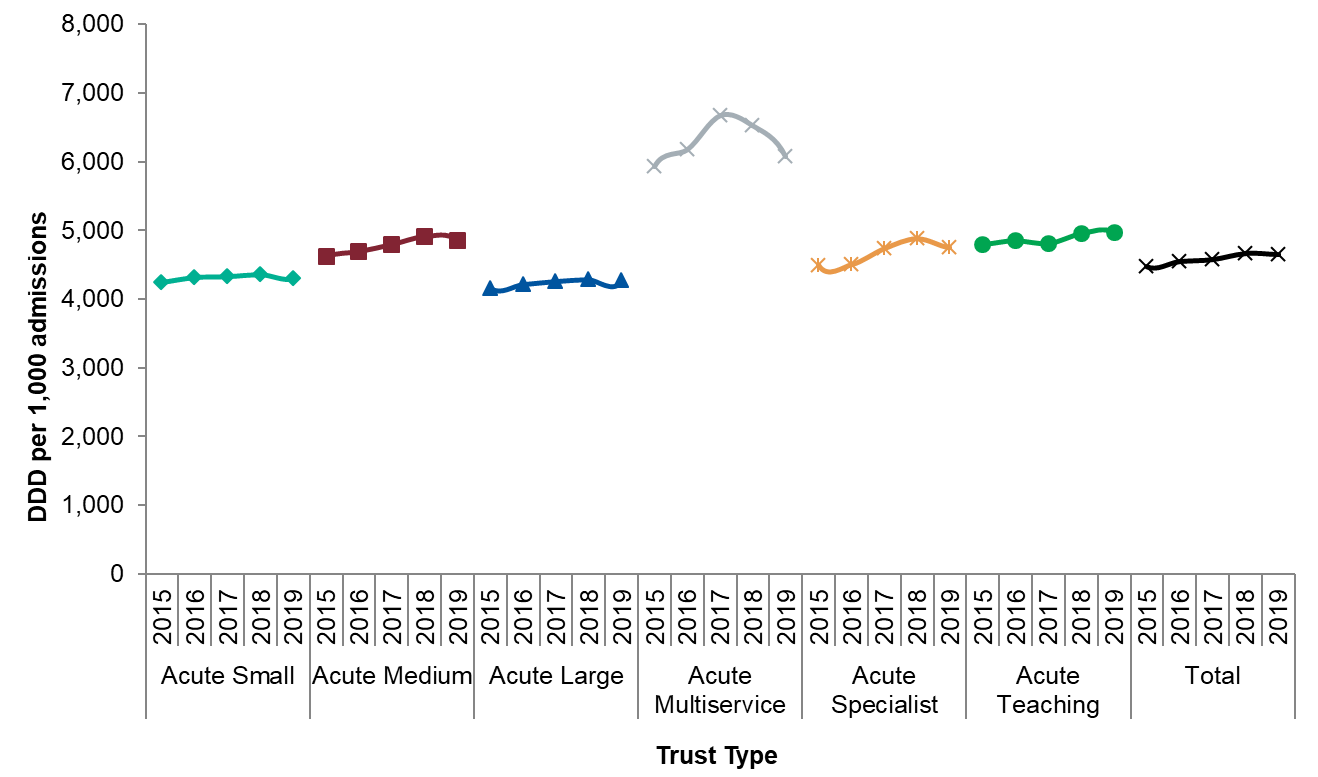 8,000
7,000
6,000
5,000
4,000
3,000
2,000
1,000
0
DDD per 1,000 admissions
2015 2016 2017 2018 2019 2015 2016 2017 2018 2019 2015 2016 2017 2018 2019 2015 2016 2017 2018 2019 2015 2016 2017 2018 2019 2015 2016 2017 2018 2019 2015 2016 2017 2018 2019
Acute Small Acute Medium Acute Large Acute Acute Acute Total
Multiservice Specialist Teaching
Trust Type